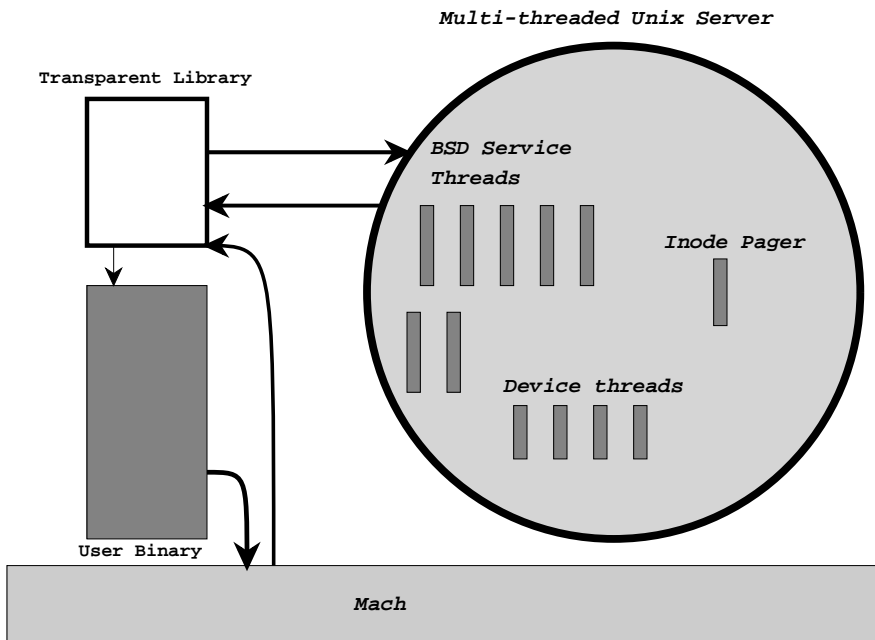 Multi-threaded Unix Server
Transparent Library
BSD Service
Threads
Inode Pager
Device threads
User Binary
Mach